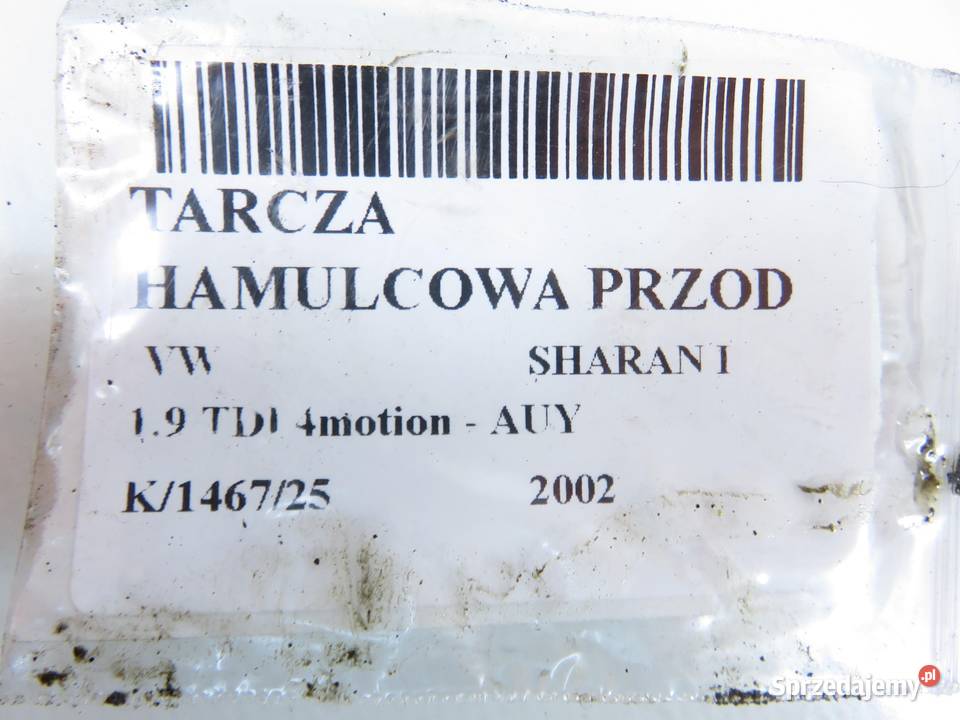 TARCZA
HAMULCOWA PRZOD
VW SHARAN I
1.9 TDI 4motion - AUY
K/1467/25 2002
Sprzedajemy.pl